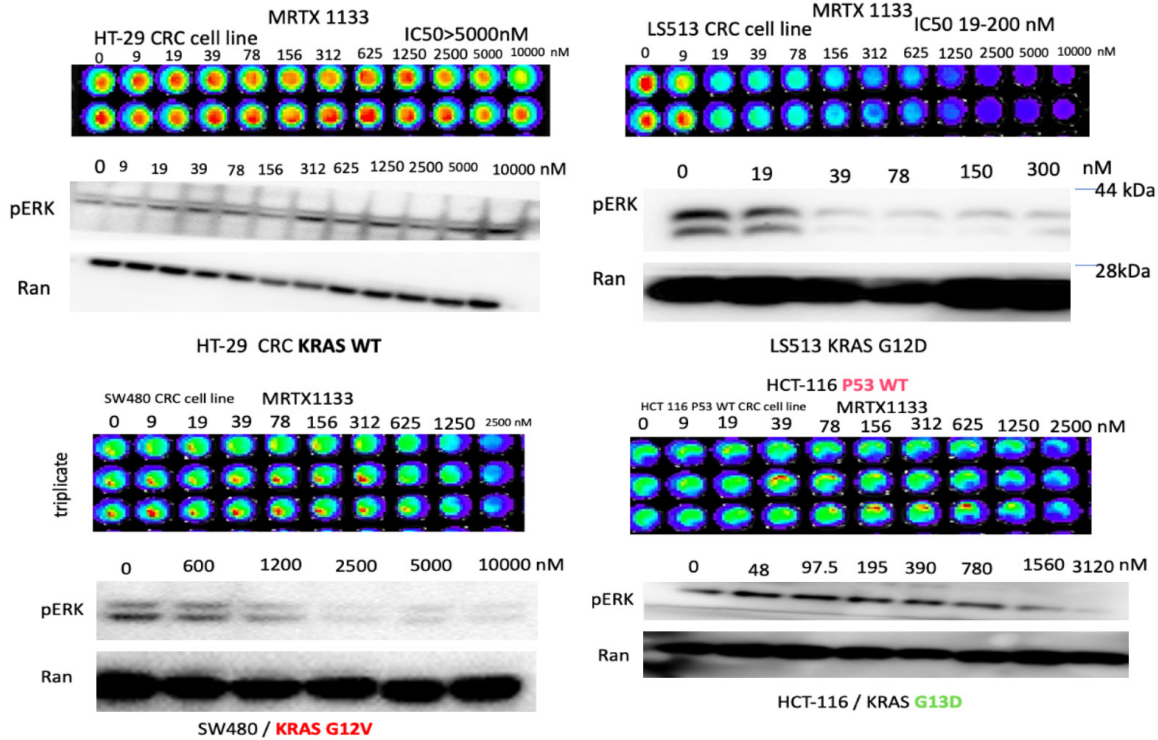 MRTX 1133
HT-29 CRC cell line IC50>5000nM
0 9 19 39 78 156 312 625 1250 2500 5000 10000 nM
0 9 19 39 78 156 312 625 1250 2500 5000 10000 nM
pERK
Ran
HT-29 CRC KRAS WT
MRTX 1133
LS513 CRC cell line IC50 19-200 nM
0 9 19 39 78 156 312 625 1250 2500 5000 10000 nM
0 19 39 78 150 300 nM
44 kDa
pERK
28kDa
Ran
LS513 KRAS G12D
SW480 CRC cell line MRTX1133
0 9 19 39 78 156 312 625 1250 2500 nM
triplicate
0 600 1200 2500 5000 10000 nM
pERK
Ran
SW480 / KRAS G12V
HCT-116 P53 WT
HCT 116 P53 WT CRC cell line MRTX1133
0 9 19 39 78 156 312 625 1250 2500 nM
0 48 97.5 195 390 780 1560 3120 nM
pERK
Ran
HCT-116 / KRAS G13D